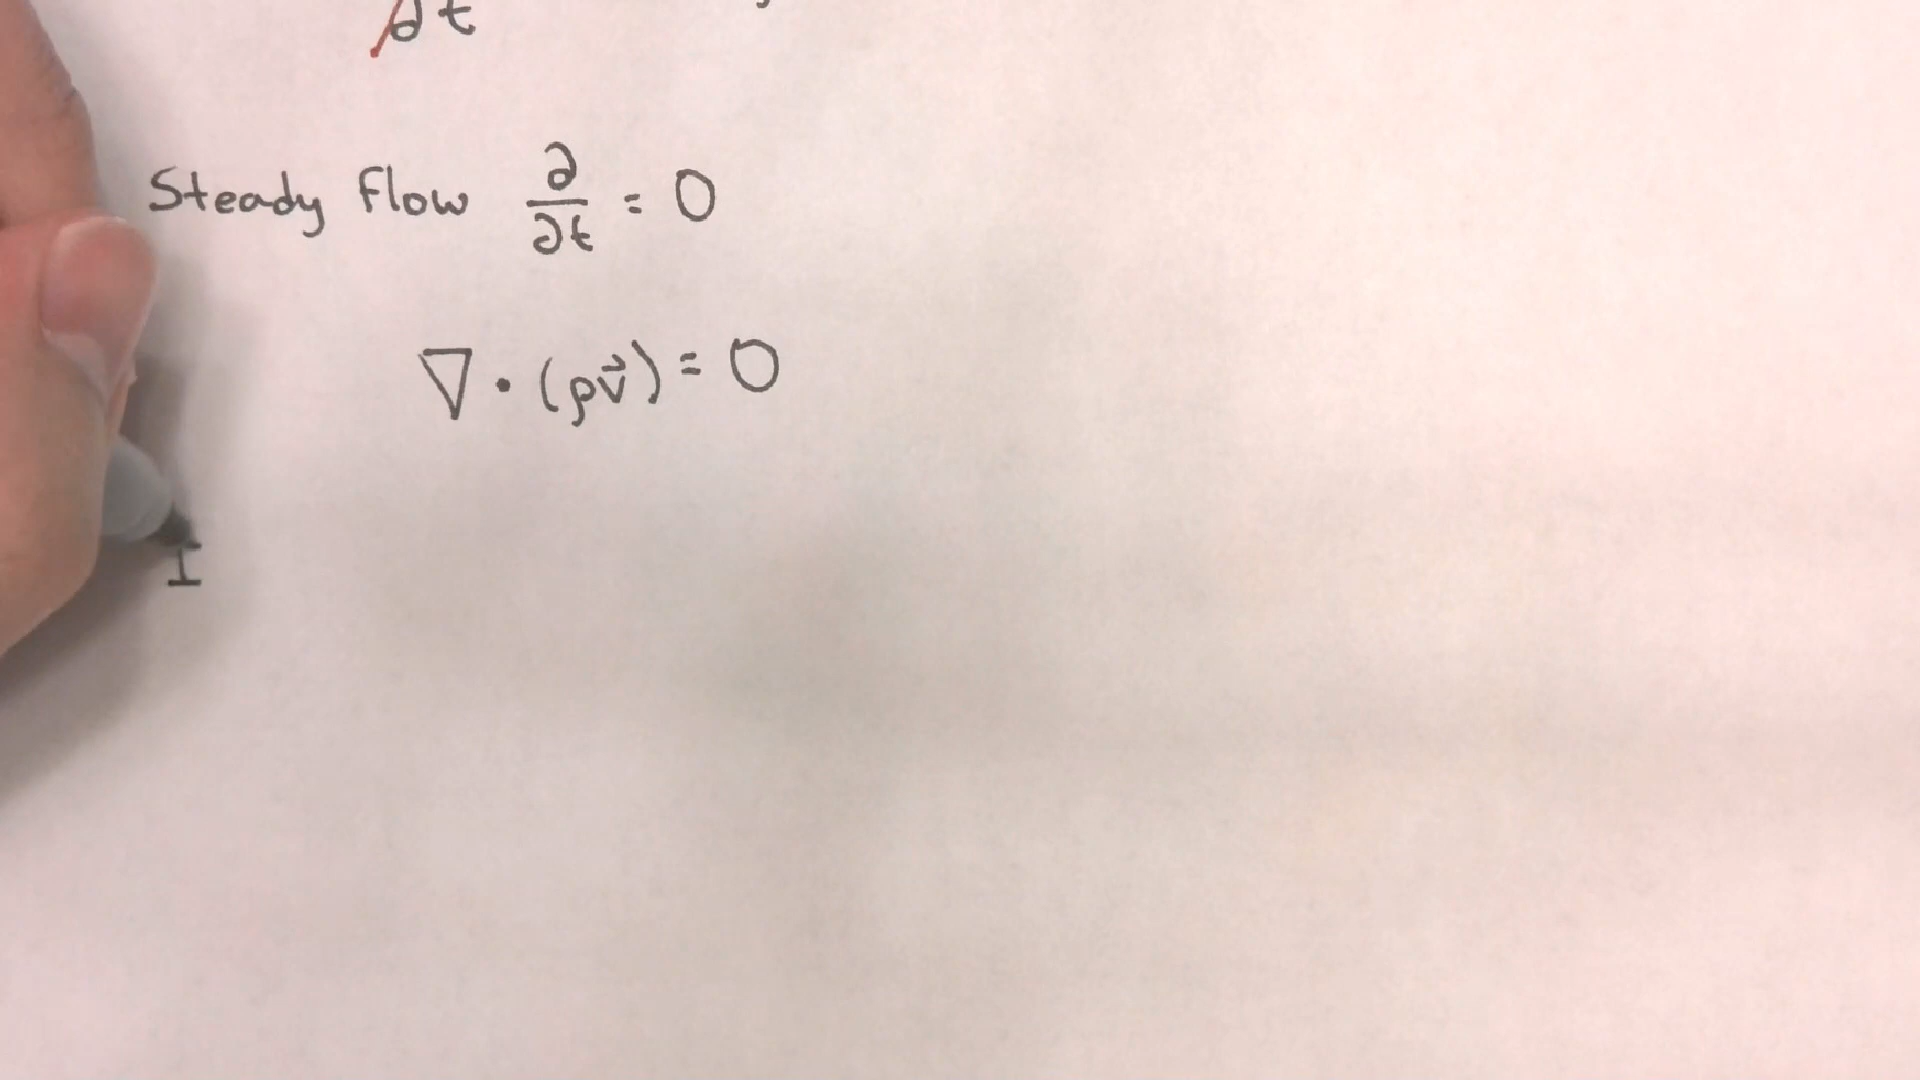 ∂t
Steady flow ∂/∂t = 0
∇ · (ρv⃗) = 0
I